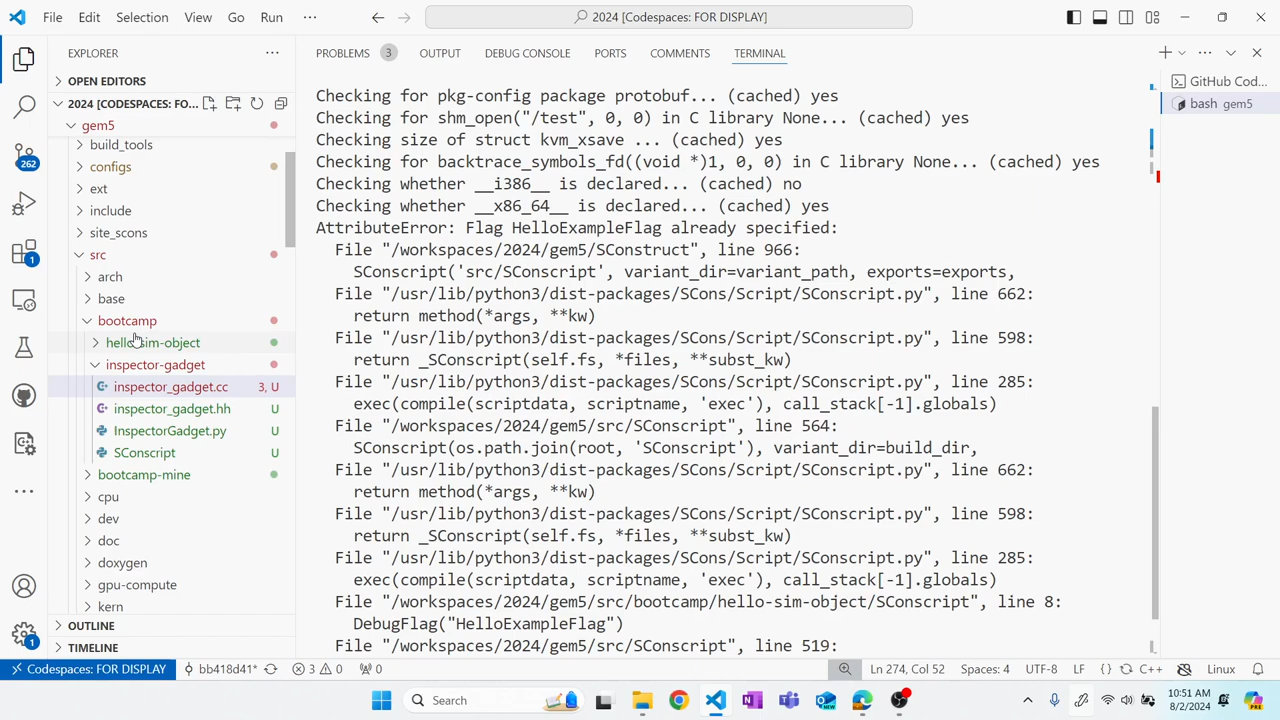 File Edit Selection View Go Run ···
2024 [Codespaces: FOR DISPLAY]
EXPLORER ···
OPEN EDITORS
2024 [CODESPACES: FO...
gem5
build_tools
configs
ext
include
site_scons
src
arch
base
bootcamp
hello-sim-object
inspector-gadget
inspector_gadget.cc 3, U
inspector_gadget.hh U
InspectorGadget.py U
SConscript U
bootcamp-mine
cpu
dev
doc
doxygen
gpu-compute
kern
OUTLINE
TIMELINE
262
1
1
PROBLEMS 3 OUTPUT DEBUG CONSOLE PORTS COMMENTS TERMINAL
Checking for pkg-config package protobuf... (cached) yes
Checking for shm_open("/test", 0, 0) in C library None... (cached) yes
Checking size of struct kvm_xsave ... (cached) yes
Checking for backtrace_symbols_fd((void *)1, 0, 0) in C library None... (cached) yes
Checking whether __i386__ is declared... (cached) no
Checking whether __x86_64__ is declared... (cached) yes
AttributeError: Flag HelloExampleFlag already specified:
File "/workspaces/2024/gem5/SConstruct", line 966:
SConscript('src/SConscript', variant_dir=variant_path, exports=exports,
File "/usr/lib/python3/dist-packages/SCons/Script/SConscript.py", line 662:
return method(*args, **kw)
File "/usr/lib/python3/dist-packages/SCons/Script/SConscript.py", line 598:
return _SConscript(self.fs, *files, **subst_kw)
File "/usr/lib/python3/dist-packages/SCons/Script/SConscript.py", line 285:
exec(compile(scriptdata, scriptname, 'exec'), call_stack[-1].globals)
File "/workspaces/2024/gem5/src/SConscript", line 564:
SConscript(os.path.join(root, 'SConscript'), variant_dir=build_dir,
File "/usr/lib/python3/dist-packages/SCons/Script/SConscript.py", line 662:
return method(*args, **kw)
File "/usr/lib/python3/dist-packages/SCons/Script/SConscript.py", line 598:
return _SConscript(self.fs, *files, **subst_kw)
File "/usr/lib/python3/dist-packages/SCons/Script/SConscript.py", line 285:
exec(compile(scriptdata, scriptname, 'exec'), call_stack[-1].globals)
File "/workspaces/2024/gem5/src/bootcamp/hello-sim-object/SConscript", line 8:
DebugFlag("HelloExampleFlag")
File "/workspaces/2024/gem5/src/SConscript", line 519:
GitHub Cod...
bash gem5
Codespaces: FOR DISPLAY bb418d41* 3 0 0 Ln 274, Col 52 Spaces: 4 UTF-8 LF {} C++ Linux
Search
10:51 AM
8/2/2024